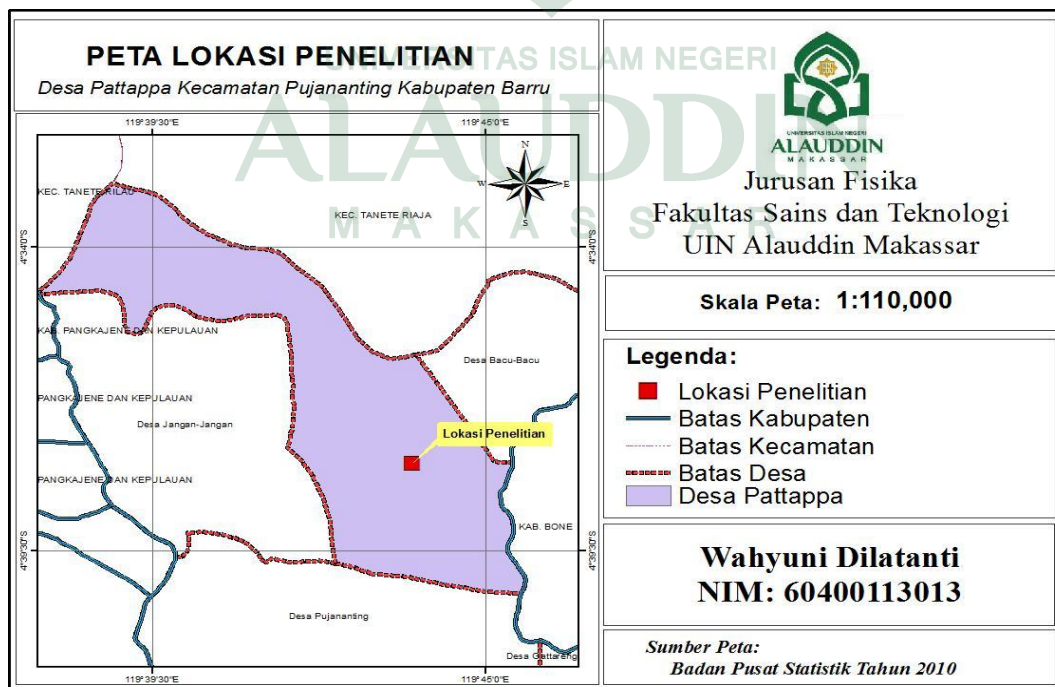 PETA LOKASI PENELITIAN
Desa Pattappa Kecamatan Pujananting Kabupaten Barru
UNIVERSITAS ISLAM NEGERI
ALAUDDIN
MAKASSAR
119°39'30"E
119°45'0"E
N
W
E
S
KEC. TANETE RILAU
KEC. TANETE RIAJA
4°34'0"S
4°34'0"S
KAB. PANGKAJENE DAN KEPULAUAN
Desa Bacu-Bacu
PANGKAJENE DAN KEPULAUAN
Desa Jangan-Jangan
Lokasi Penelitian
PANGKAJENE DAN KEPULAUAN
KAB. BONE
4°39'30"S
4°39'30"S
Desa Pujananting
Desa Gattareng
119°39'30"E
119°45'0"E
UNIVERSITAS ISLAM NEGERI
ALAUDDIN
MAKASSAR
Jurusan Fisika
Fakultas Sains dan Teknologi
UIN Alauddin Makassar
Skala Peta: 1:110,000
Legenda:
Lokasi Penelitian
Batas Kabupaten
Batas Kecamatan
Batas Desa
Desa Pattappa
Wahyuni Dilatanti
NIM: 60400113013
Sumber Peta:
Badan Pusat Statistik Tahun 2010